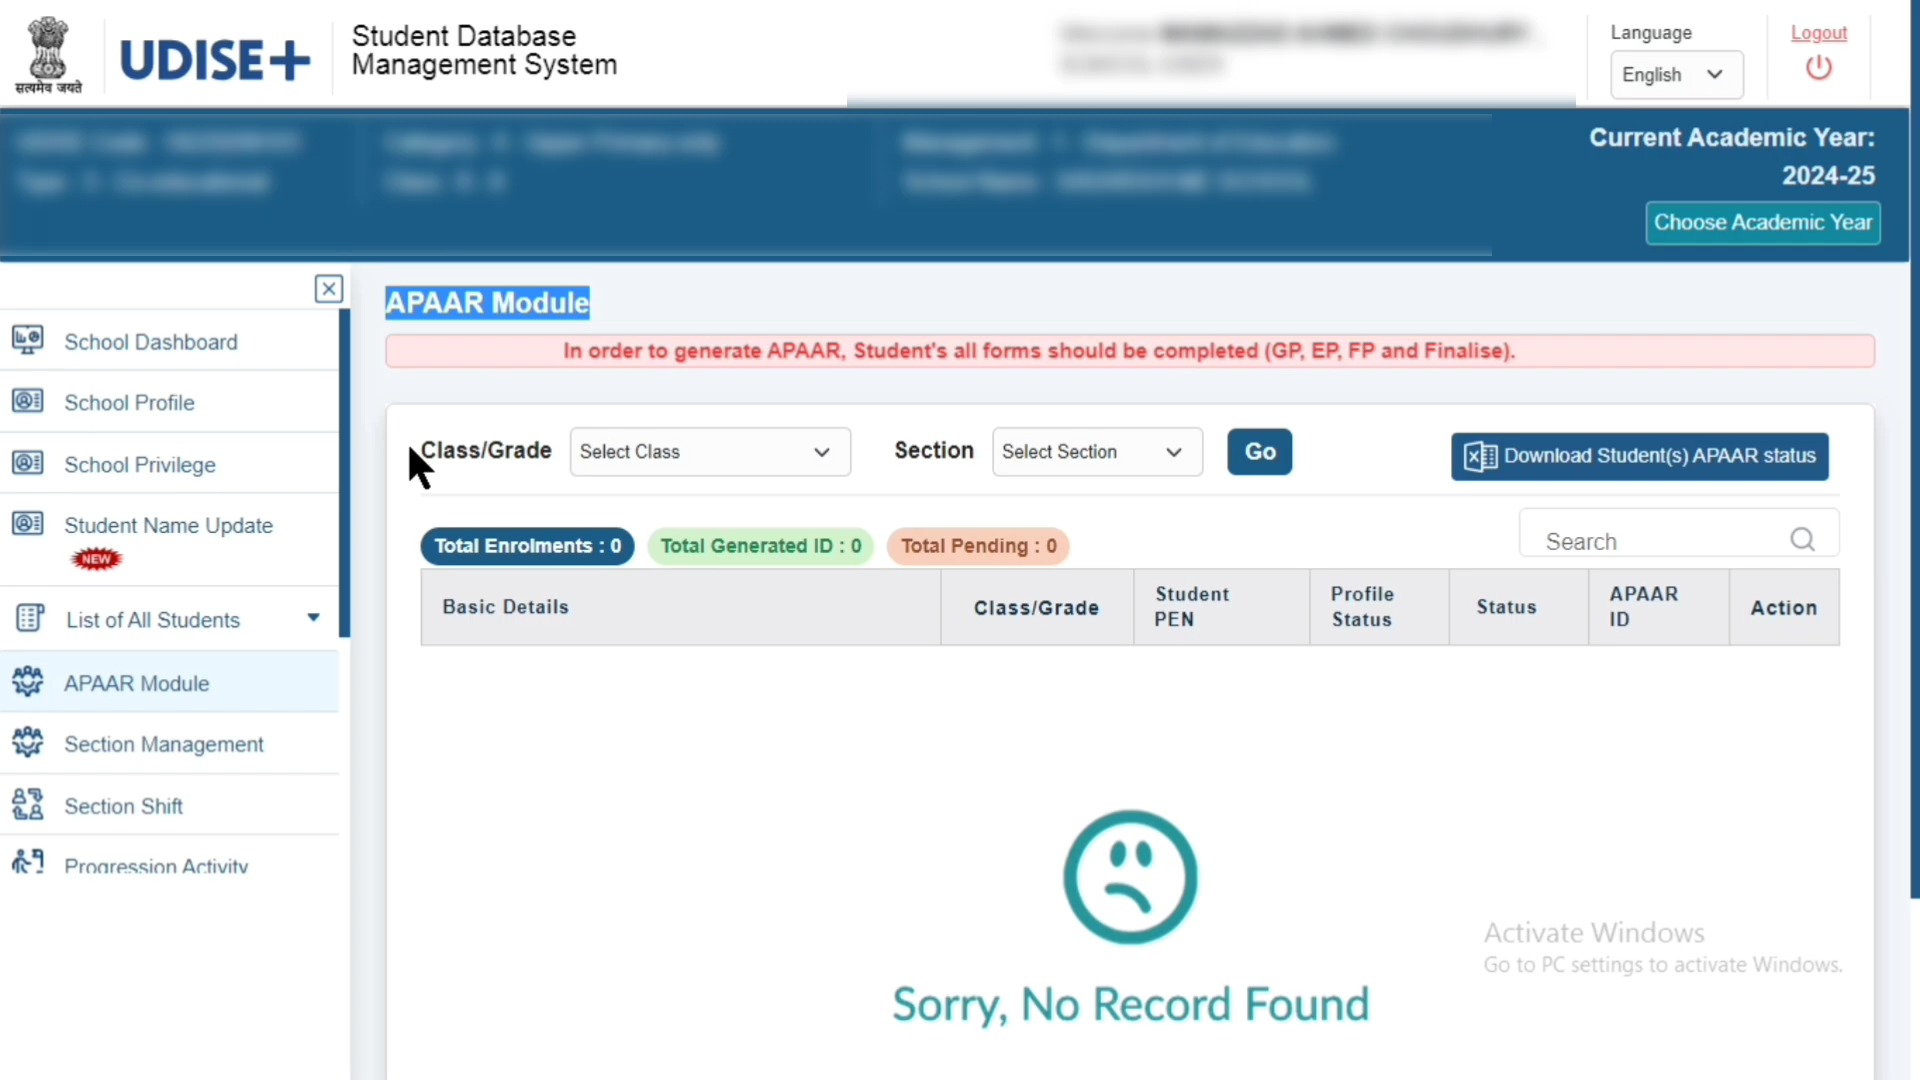 सत्यमेव जयते
UDISE+
Student Database
Management System
Language
English
Logout
Current Academic Year:
2024-25
Choose Academic Year
School Dashboard
School Profile
School Privilege
Student Name Update
NEW
List of All Students
APAAR Module
Section Management
Section Shift
Progression Activity
APAAR Module
In order to generate APAAR, Student's all forms should be completed (GP, EP, FP and Finalise).
Class/Grade Select Class Section Select Section Go Download Student(s) APAAR status
Total Enrolments : 0 Total Generated ID : 0 Total Pending : 0 Search
Basic Details Class/Grade Student PEN Profile Status Status APAAR ID Action
Sorry, No Record Found
Activate Windows
Go to PC settings to activate Windows.